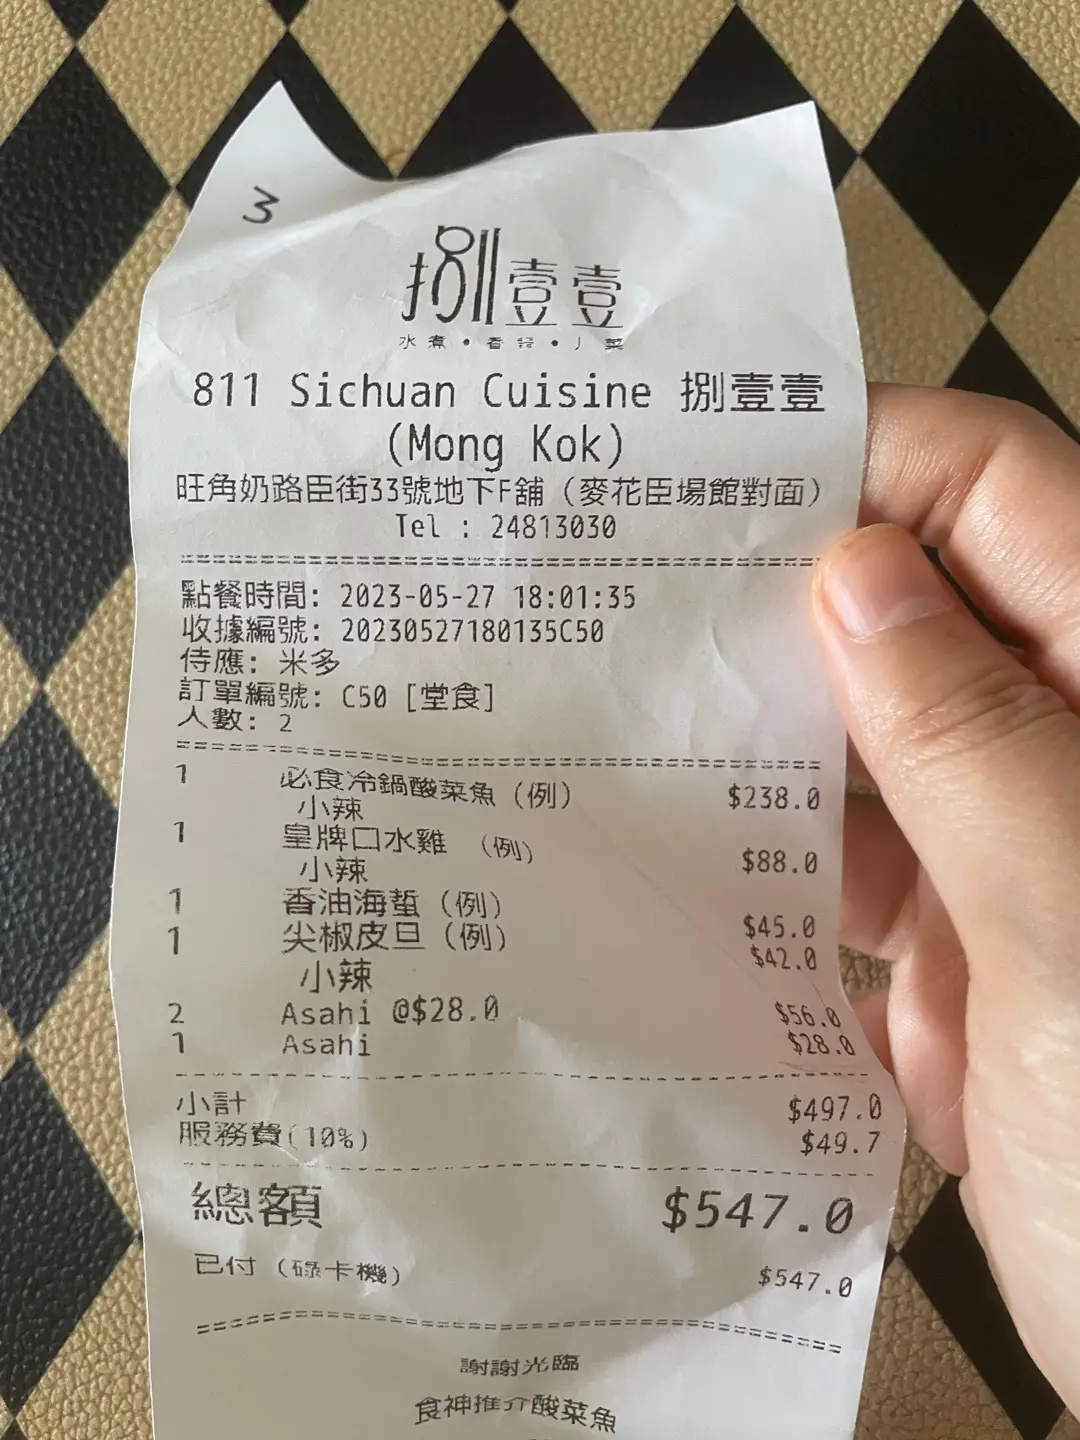 3
捌壹壹
水煮•香鍋•川菜
811 Sichuan Cuisine 捌壹壹
(Mong Kok)
旺角奶路臣街33號地下F舖 (麥花臣場館對面)
Tel : 24813030
點餐時間: 2023-05-27 18:01:35
收據編號: 20230527180135C50
侍應: 米多
訂單編號: C50 [堂食]
人數: 2
1 必食冷鍋酸菜魚 (例) $238.0
小辣
1 皇牌口水雞 (例) $88.0
小辣
1 香油海蜇 (例) $45.0
1 尖椒皮旦 (例) $42.0
小辣
2 Asahi @$28.0 $56.0
1 Asahi $28.0
小計 $497.0
服務費(10%) $49.7
總額 $547.0
已付 (碌卡機) $547.0
謝謝光臨
食神推介酸菜魚